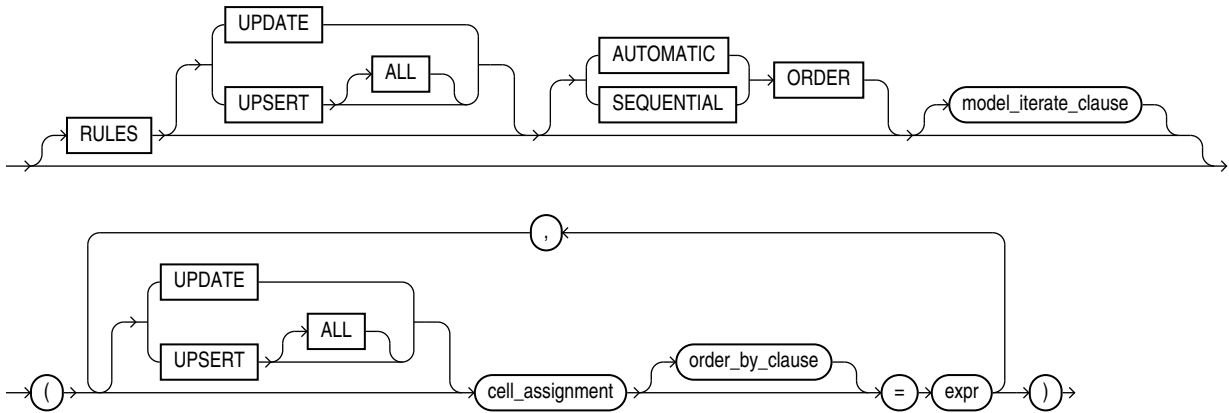 UPDATE
UPSERT ALL
AUTOMATIC
SEQUENTIAL
ORDER
RULES
model_iterate_clause
,
UPDATE
UPSERT ALL
( cell_assignment order_by_clause = expr )